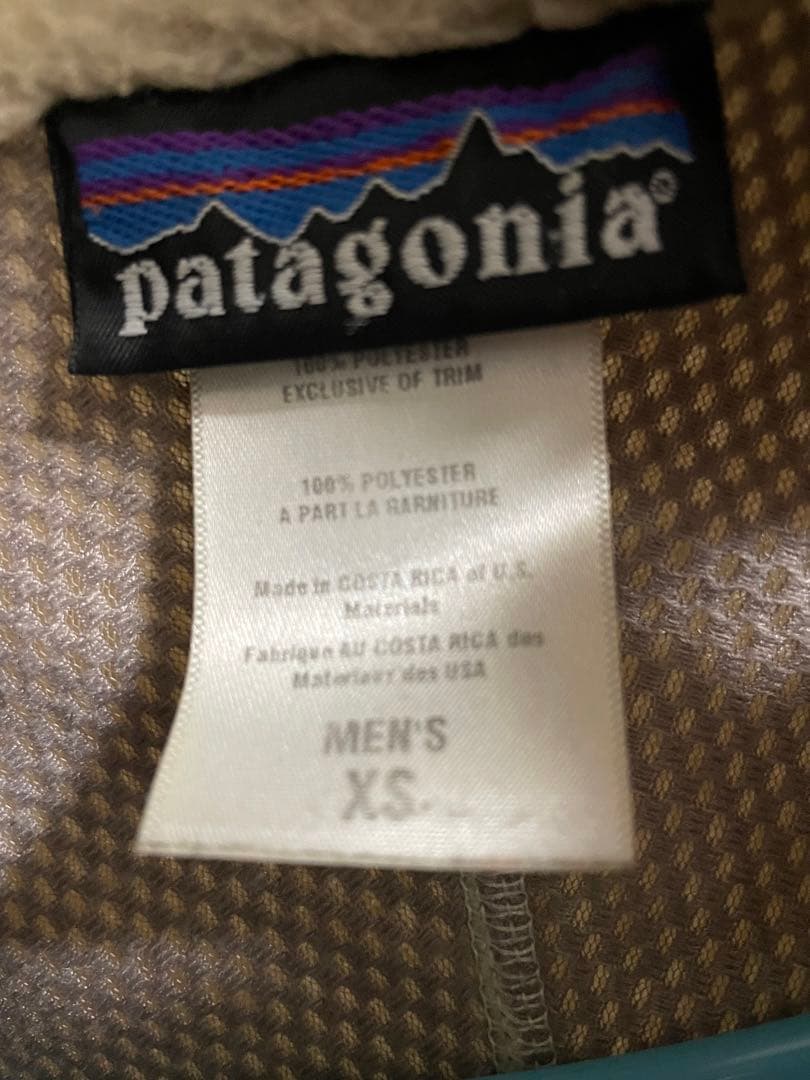 patagonia®
100% POLYESTER
EXCLUSIVE OF TRIM
100% POLYESTER
A PART LA GARNITURE
Made in COSTA RICA of U.S.
Materials
Fabrique AU COSTA RICA des
Materiaux des USA
MEN'S
XS